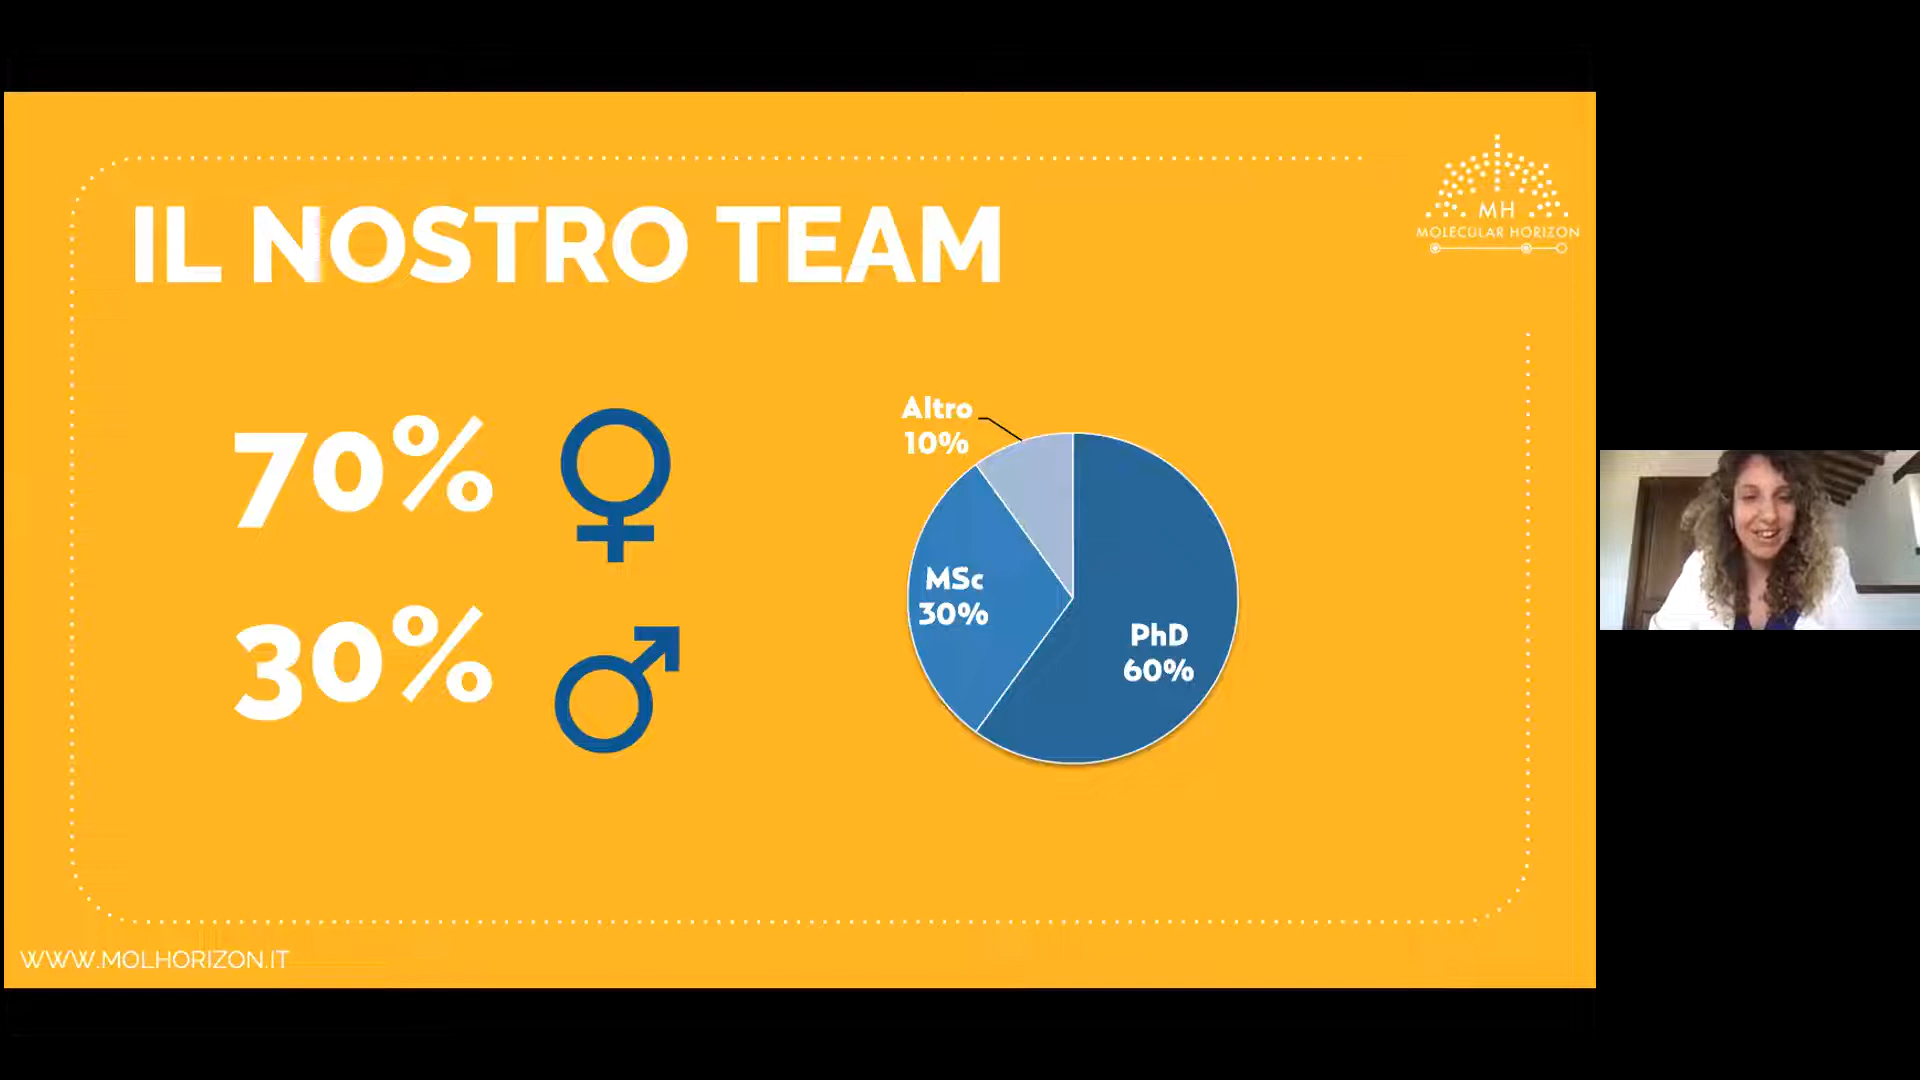 IL NOSTRO TEAM
MH
MOLECULAR HORIZON
70%
30%
Altro
10%
MSc
30%
PhD
60%
WWW.MOLHORIZON.IT